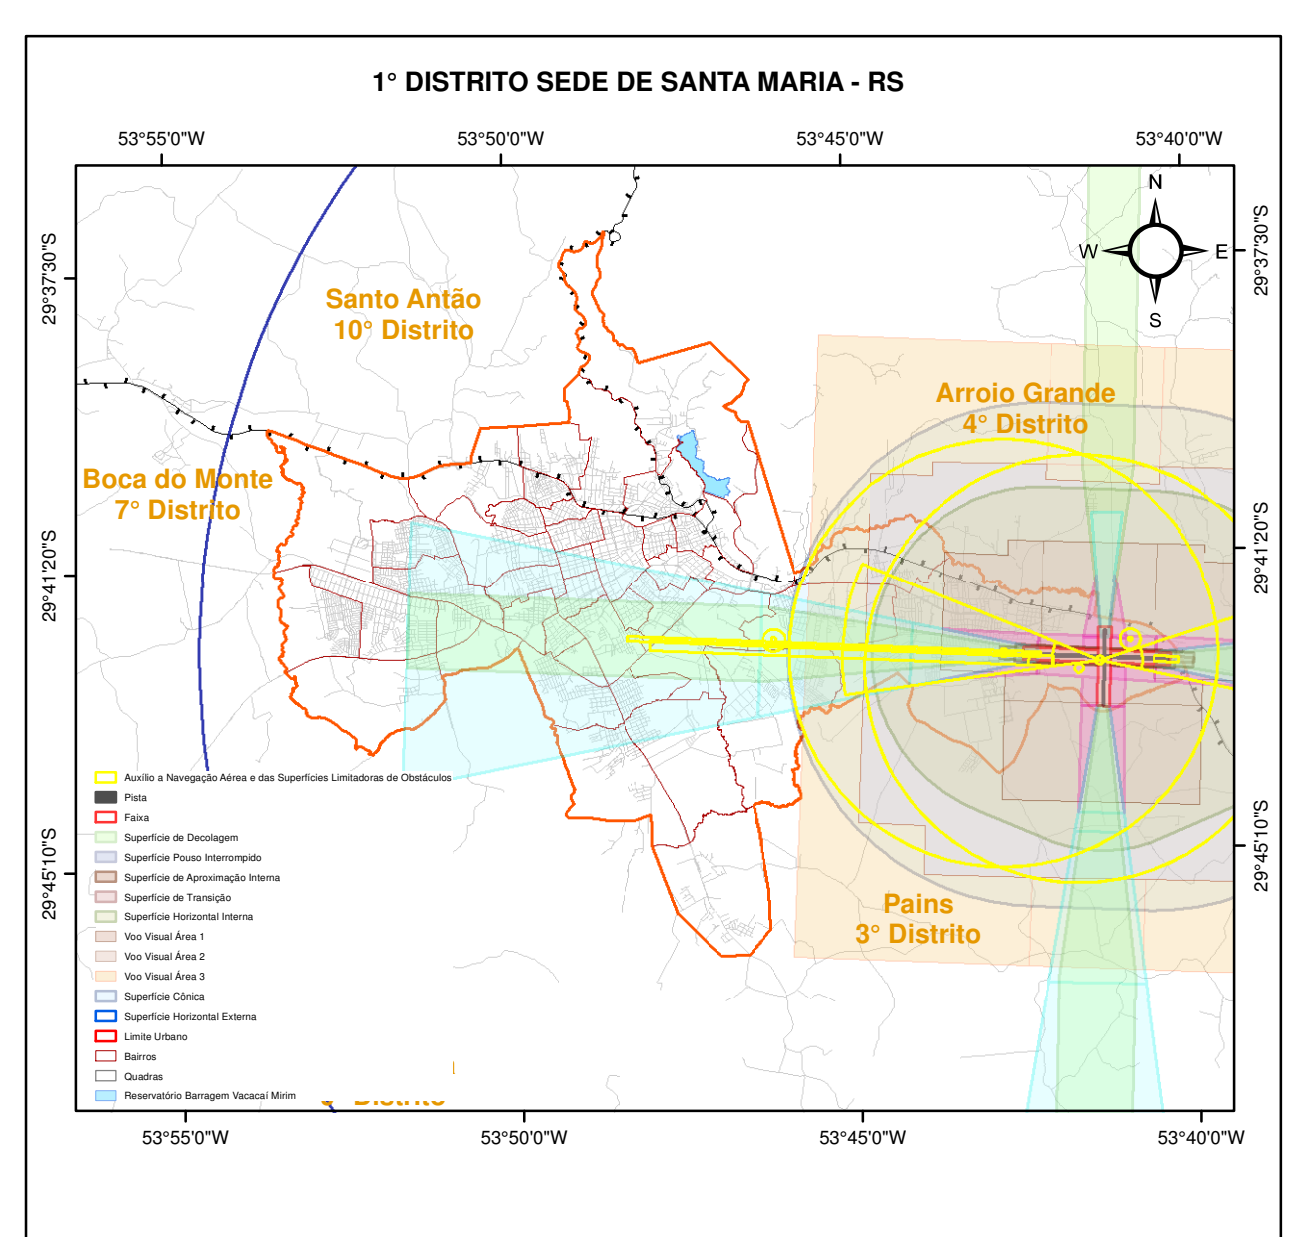 1° DISTRITO SEDE DE SANTA MARIA - RS
53°55'0"W
53°50'0"W
53°45'0"W
53°40'0"W
N
W
E
S
29°37'30"S
29°37'30"S
Santo Antão
10° Distrito
Arroio Grande
4° Distrito
Boca do Monte
7° Distrito
29°41'20"S
29°41'20"S
Auxílio a Navegação Aérea e das Superfícies Limitadoras de Obstáculos
Pista
Faixa
Superfície de Decolagem
Superfície Pouso Interrompido
Superfície de Aproximação Interna
Superfície de Transição
Superfície Horizontal Interna
Voo Visual Área 1
Voo Visual Área 2
Voo Visual Área 3
Superfície Cônica
Superfície Horizontal Externa
Limite Urbano
Bairros
Quadras
Reservatório Barragem Vacacaí Mirim
29°45'10"S
29°45'10"S
Pains
3° Distrito
Distrito
53°55'0"W
53°50'0"W
53°45'0"W
53°40'0"W